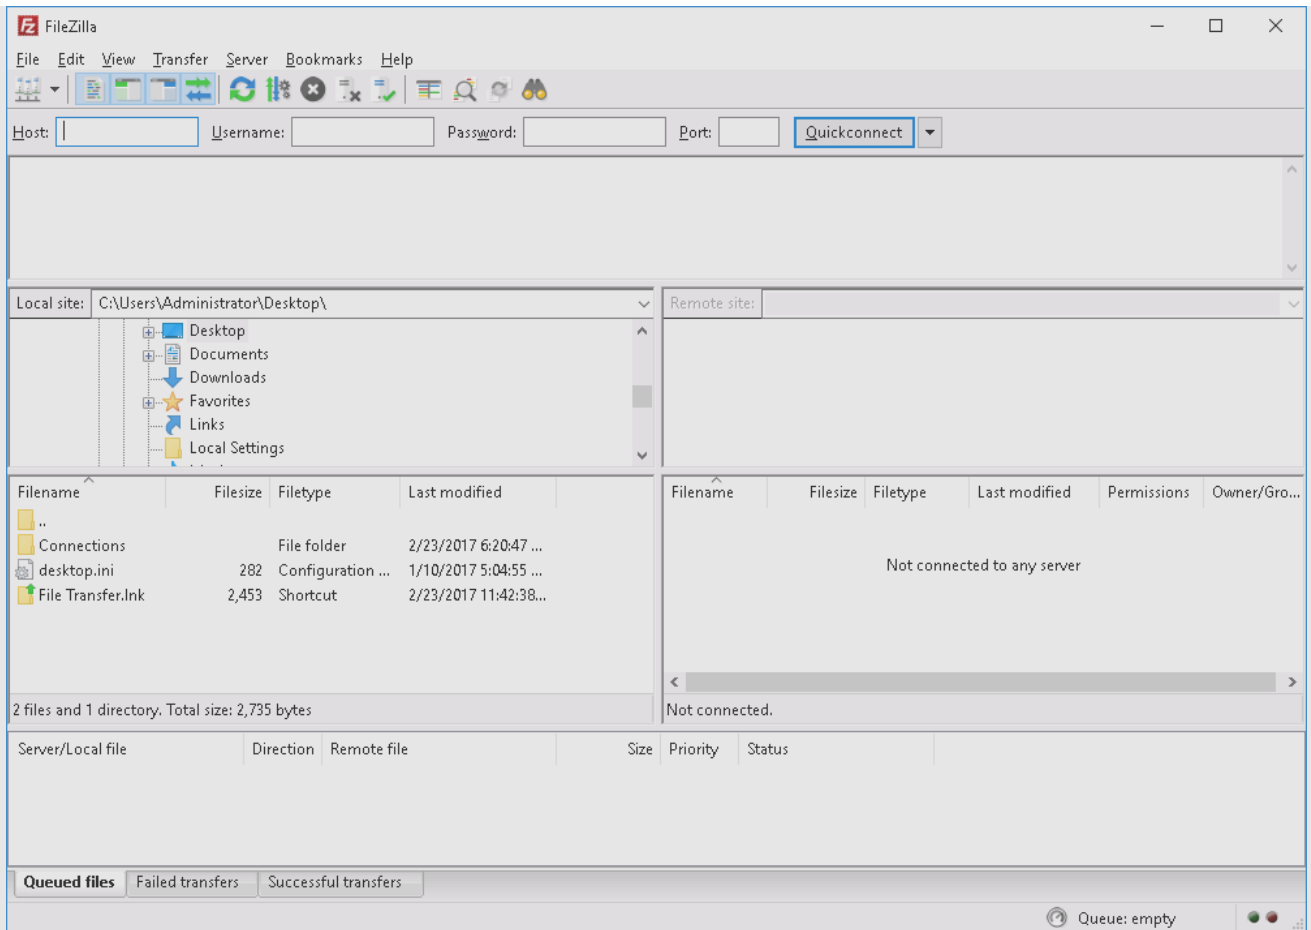 FileZilla
File Edit View Transfer Server Bookmarks Help
Host: Username: Password: Port: Quickconnect
Local site: C:\Users\Administrator\Desktop\
Remote site:
Desktop
Documents
Downloads
Favorites
Links
Local Settings
Filename Filesize Filetype Last modified
..
Connections File folder 2/23/2017 6:20:47 ...
desktop.ini 282 Configuration ... 1/10/2017 5:04:55 ...
File Transfer.lnk 2,453 Shortcut 2/23/2017 11:42:38...
2 files and 1 directory. Total size: 2,735 bytes
Filename Filesize Filetype Last modified Permissions Owner/Gro...
Not connected to any server
Not connected.
Server/Local file Direction Remote file Size Priority Status
Queued files Failed transfers Successful transfers
Queue: empty